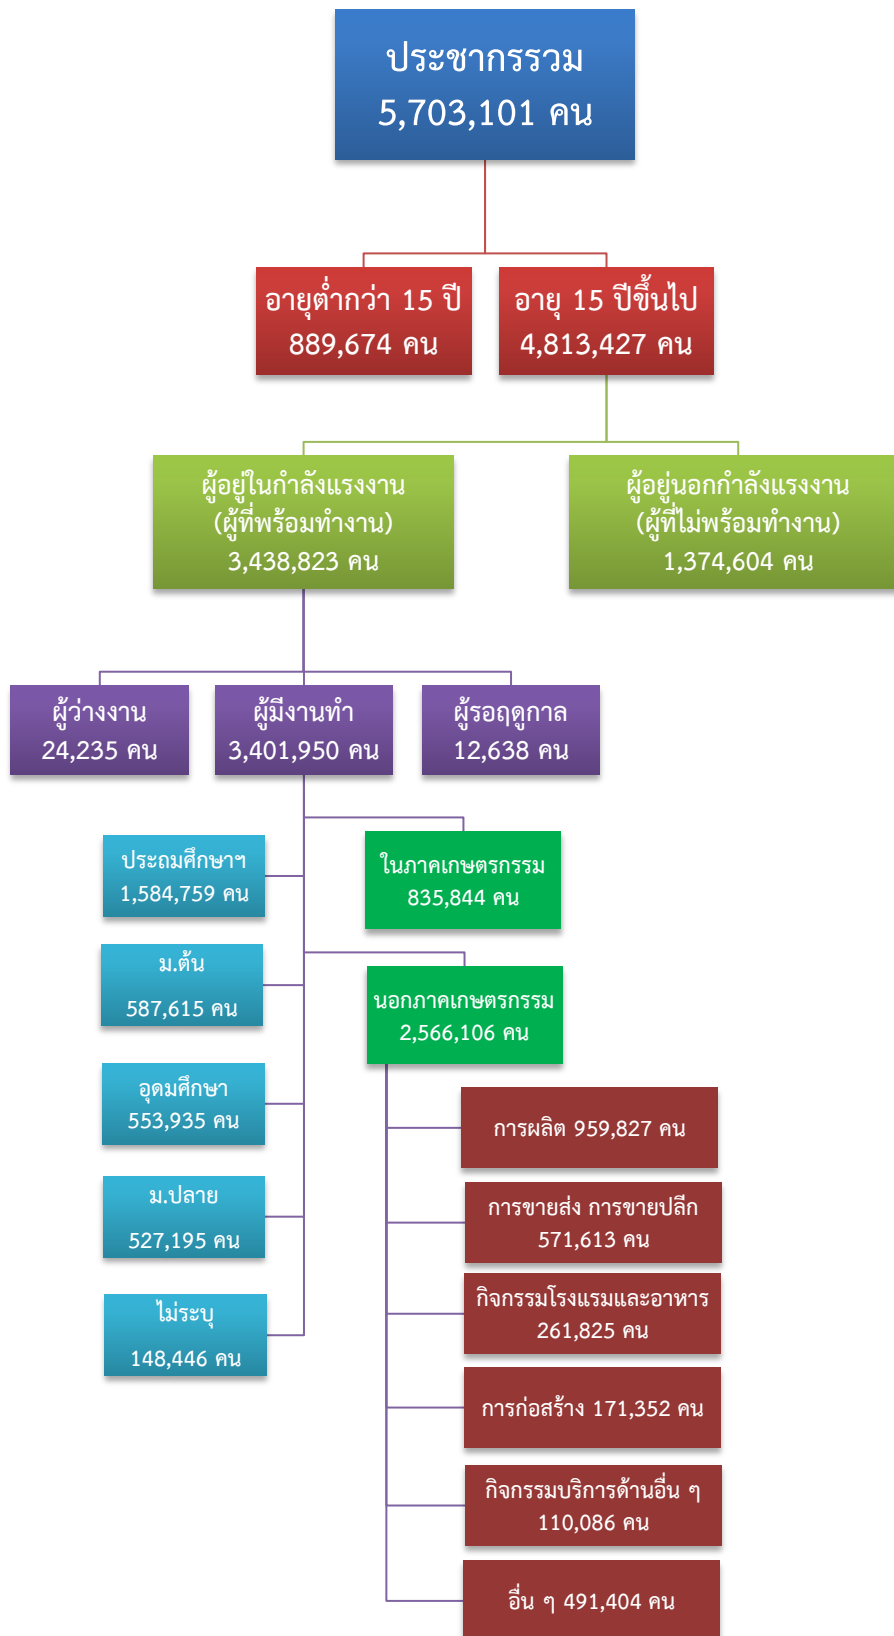 ประชากรรวม
5,703,101 คน
อายุต่ำกว่า 15 ปี
889,674 คน
อายุ 15 ปีขึ้นไป
4,813,427 คน
ผู้อยู่ในกำลังแรงงาน
(ผู้ที่พร้อมทำงาน)
3,438,823 คน
ผู้อยู่นอกกำลังแรงงาน
(ผู้ที่ไม่พร้อมทำงาน)
1,374,604 คน
ผู้ว่างงาน
24,235 คน
ผู้มีงานทำ
3,401,950 คน
ผู้รอฤดูกาล
12,638 คน
ประถมศึกษาฯ
1,584,759 คน
ม.ต้น
587,615 คน
อุดมศึกษา
553,935 คน
ม.ปลาย
527,195 คน
ไม่ระบุ
148,446 คน
ในภาคเกษตรกรรม
835,844 คน
นอกภาคเกษตรกรรม
2,566,106 คน
การผลิต 959,827 คน
การขายส่ง การขายปลีก
571,613 คน
กิจกรรมโรงแรมและอาหาร
261,825 คน
การก่อสร้าง 171,352 คน
กิจกรรมบริการด้านอื่น ๆ
110,086 คน
อื่น ๆ 491,404 คน